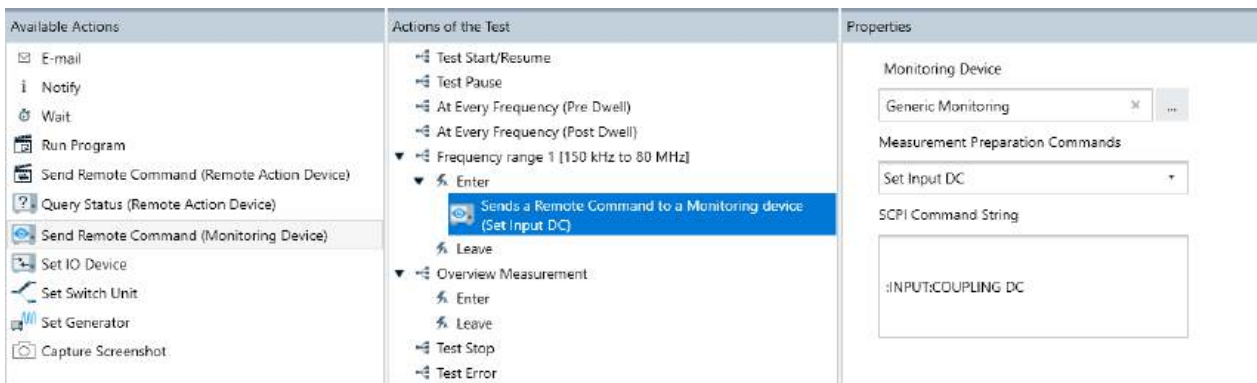 Available Actions
E-mail
Notify
Wait
Run Program
Send Remote Command (Remote Action Device)
Query Status (Remote Action Device)
Send Remote Command (Monitoring Device)
Set IO Device
Set Switch Unit
Set Generator
Capture Screenshot
Actions of the Test
Test Start/Resume
Test Pause
At Every Frequency (Pre Dwell)
At Every Frequency (Post Dwell)
Frequency range 1 [150 kHz to 80 MHz]
Enter
Sends a Remote Command to a Monitoring device
(Set Input DC)
Leave
Overview Measurement
Enter
Leave
Test Stop
Test Error
Properties
Monitoring Device
Generic Monitoring
...
Measurement Preparation Commands
Set Input DC
SCPI Command String
:INPUT:COUPLING DC